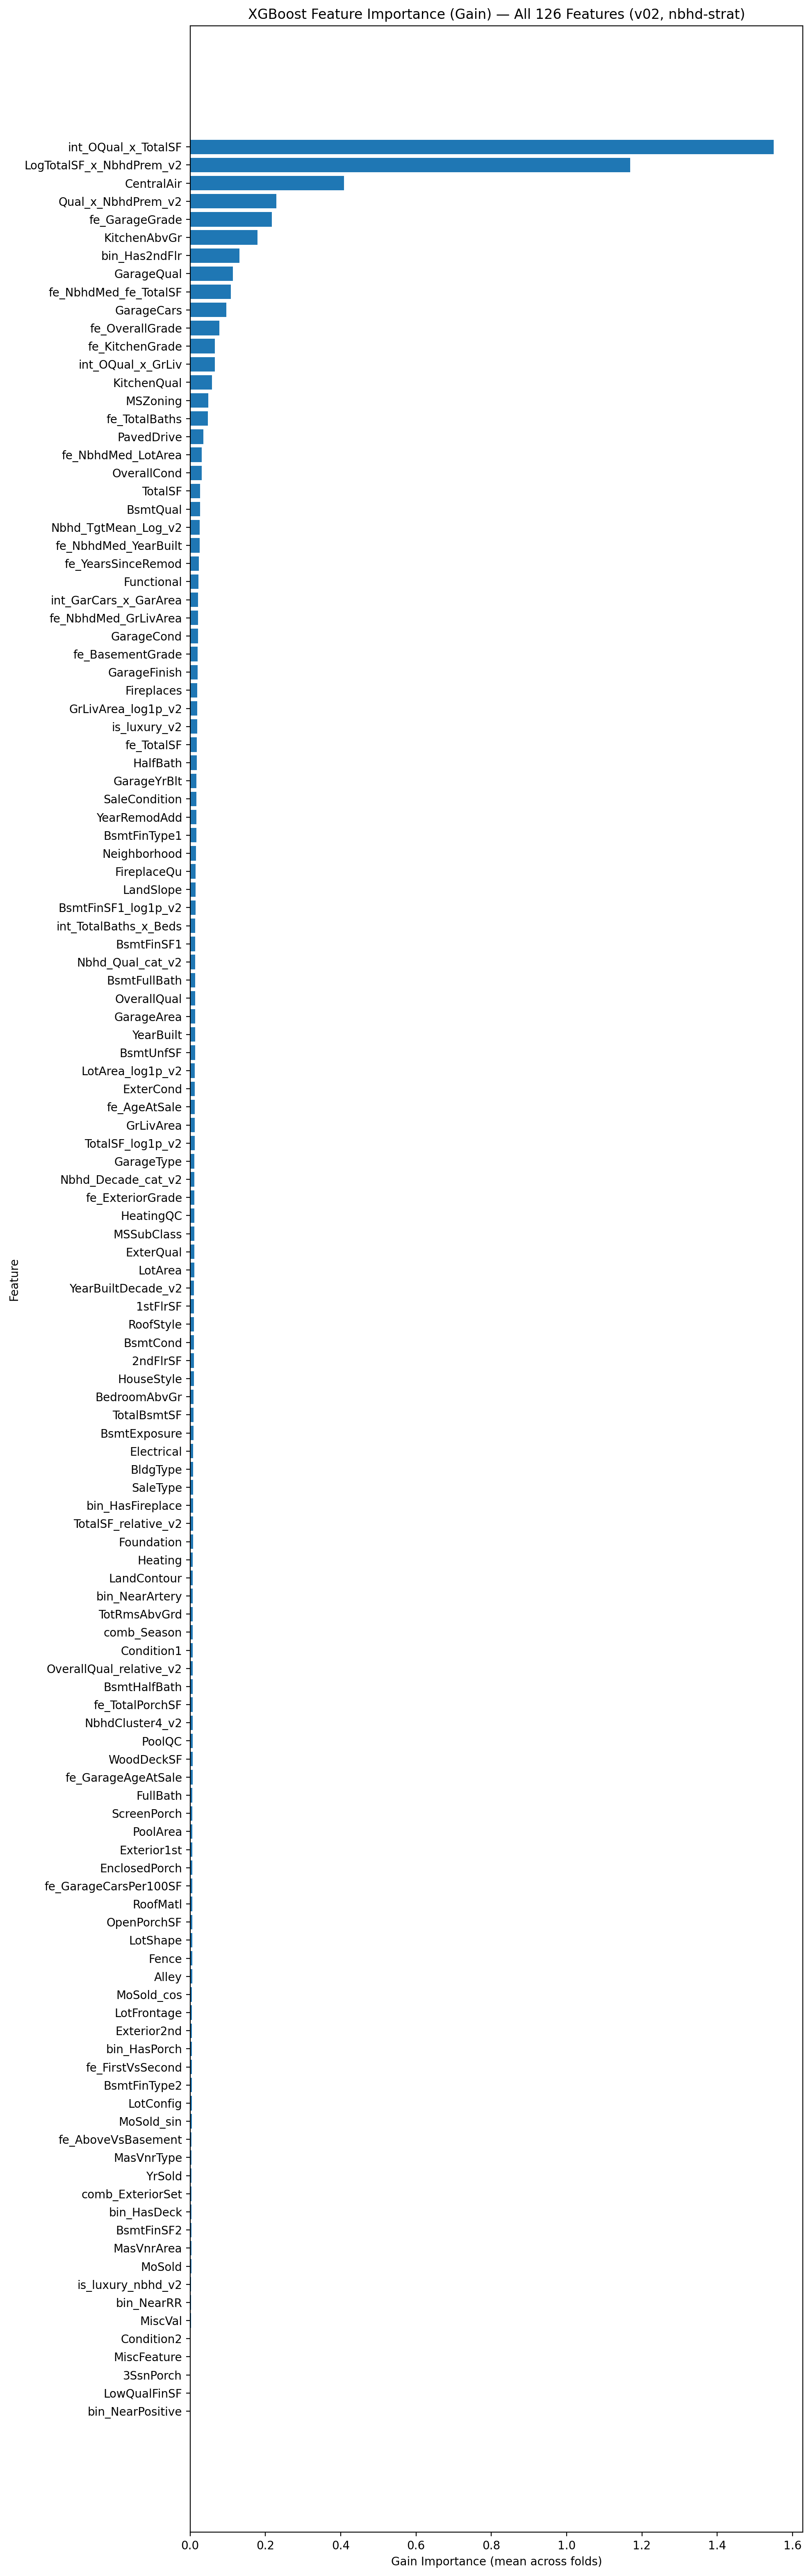 XGBoost Feature Importance (Gain) — All 126 Features (v02, nbhd-strat)
int_OQual_x_TotalSF
LogTotalSF_x_NbhdPrem_v2
CentralAir
Qual_x_NbhdPrem_v2
fe_GarageGrade
KitchenAbvGr
bin_Has2ndFlr
GarageQual
fe_NbhdMed_fe_TotalSF
GarageCars
fe_OverallGrade
fe_KitchenGrade
int_OQual_x_GrLiv
KitchenQual
MSZoning
fe_TotalBaths
PavedDrive
fe_NbhdMed_LotArea
OverallCond
TotalSF
BsmtQual
Nbhd_TgtMean_Log_v2
fe_NbhdMed_YearBuilt
fe_YearsSinceRemod
Functional
int_GarCars_x_GarArea
fe_NbhdMed_GrLivArea
GarageCond
fe_BasementGrade
GarageFinish
Fireplaces
GrLivArea_log1p_v2
is_luxury_v2
fe_TotalSF
HalfBath
GarageYrBlt
SaleCondition
YearRemodAdd
BsmtFinType1
Neighborhood
FireplaceQu
LandSlope
BsmtFinSF1_log1p_v2
int_TotalBaths_x_Beds
BsmtFinSF1
Nbhd_Qual_cat_v2
BsmtFullBath
OverallQual
GarageArea
YearBuilt
BsmtUnfSF
LotArea_log1p_v2
ExterCond
fe_AgeAtSale
GrLivArea
TotalSF_log1p_v2
GarageType
Nbhd_Decade_cat_v2
fe_ExteriorGrade
HeatingQC
MSSubClass
ExterQual
LotArea
YearBuiltDecade_v2
1stFlrSF
RoofStyle
BsmtCond
2ndFlrSF
HouseStyle
BedroomAbvGr
TotalBsmtSF
BsmtExposure
Electrical
BldgType
SaleType
bin_HasFireplace
TotalSF_relative_v2
Foundation
Heating
LandContour
bin_NearArtery
TotRmsAbvGrd
comb_Season
Condition1
OverallQual_relative_v2
BsmtHalfBath
fe_TotalPorchSF
NbhdCluster4_v2
PoolQC
WoodDeckSF
fe_GarageAgeAtSale
FullBath
ScreenPorch
PoolArea
Exterior1st
EnclosedPorch
fe_GarageCarsPer100SF
RoofMatl
OpenPorchSF
LotShape
Fence
Alley
MoSold_cos
LotFrontage
Exterior2nd
bin_HasPorch
fe_FirstVsSecond
BsmtFinType2
LotConfig
MoSold_sin
fe_AboveVsBasement
MasVnrType
YrSold
comb_ExteriorSet
bin_HasDeck
BsmtFinSF2
MasVnrArea
MoSold
is_luxury_nbhd_v2
bin_NearRR
MiscVal
Condition2
MiscFeature
3SsnPorch
LowQualFinSF
bin_NearPositive
Feature
0.0 0.2 0.4 0.6 0.8 1.0 1.2 1.4 1.6
Gain Importance (mean across folds)